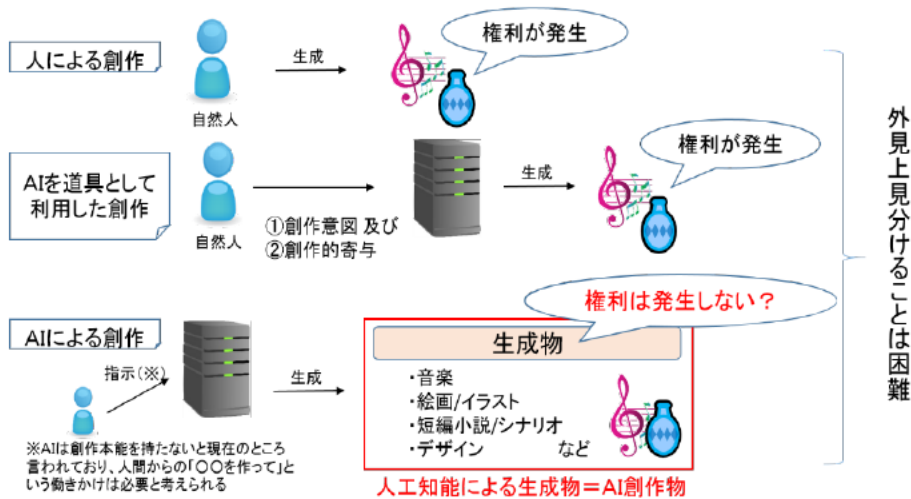 人による創作
自然人
生成
権利が発生
AIを道具として
利用した創作
自然人
①創作意図 及び
②創作的寄与
生成
権利が発生
AIによる創作
指示(※)
生成
権利は発生しない？
生成物
・音楽
・絵画/イラスト
・短編小説/シナリオ
・デザイン　　　など
※AIは創作本能を持たないと現在のところ
言われており、人間からの「〇〇を作って」と
いう働きかけは必要と考えられる
人工知能による生成物＝AI創作物
外見上見分けることは困難